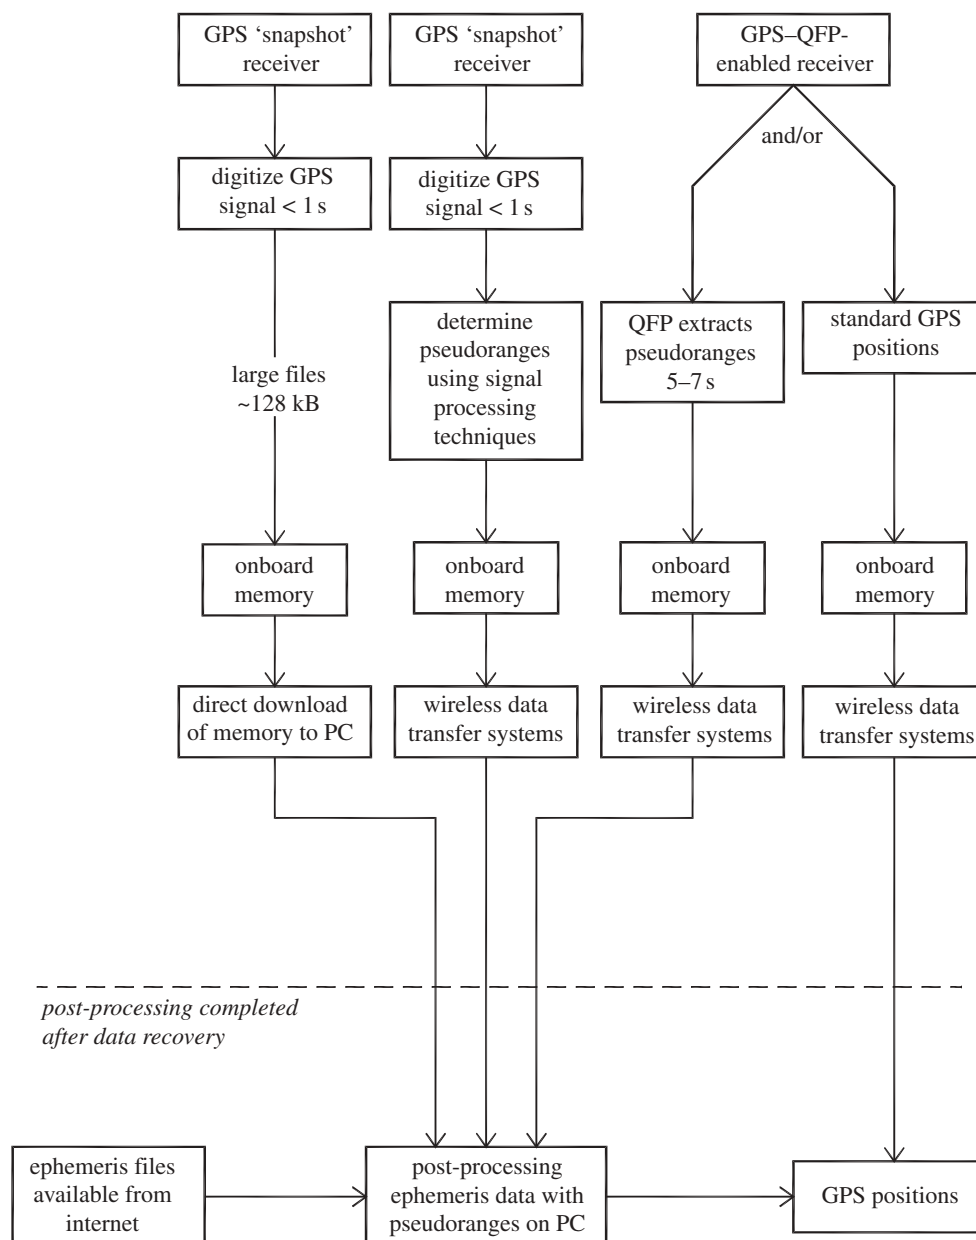 GPS ‘snapshot’
receiver
GPS ‘snapshot’
receiver
GPS–QFP-
enabled receiver
and/or
digitize GPS
signal < 1 s
digitize GPS
signal < 1 s
large files
~128 kB
determine
pseudoranges
using signal
processing
techniques
QFP extracts
pseudoranges
5–7 s
standard GPS
positions
onboard
memory
onboard
memory
onboard
memory
onboard
memory
direct download
of memory to PC
wireless data
transfer systems
wireless data
transfer systems
wireless data
transfer systems
post-processing completed
after data recovery
ephemeris files
available from
internet
post-processing
ephemeris data with
pseudoranges on PC
GPS positions